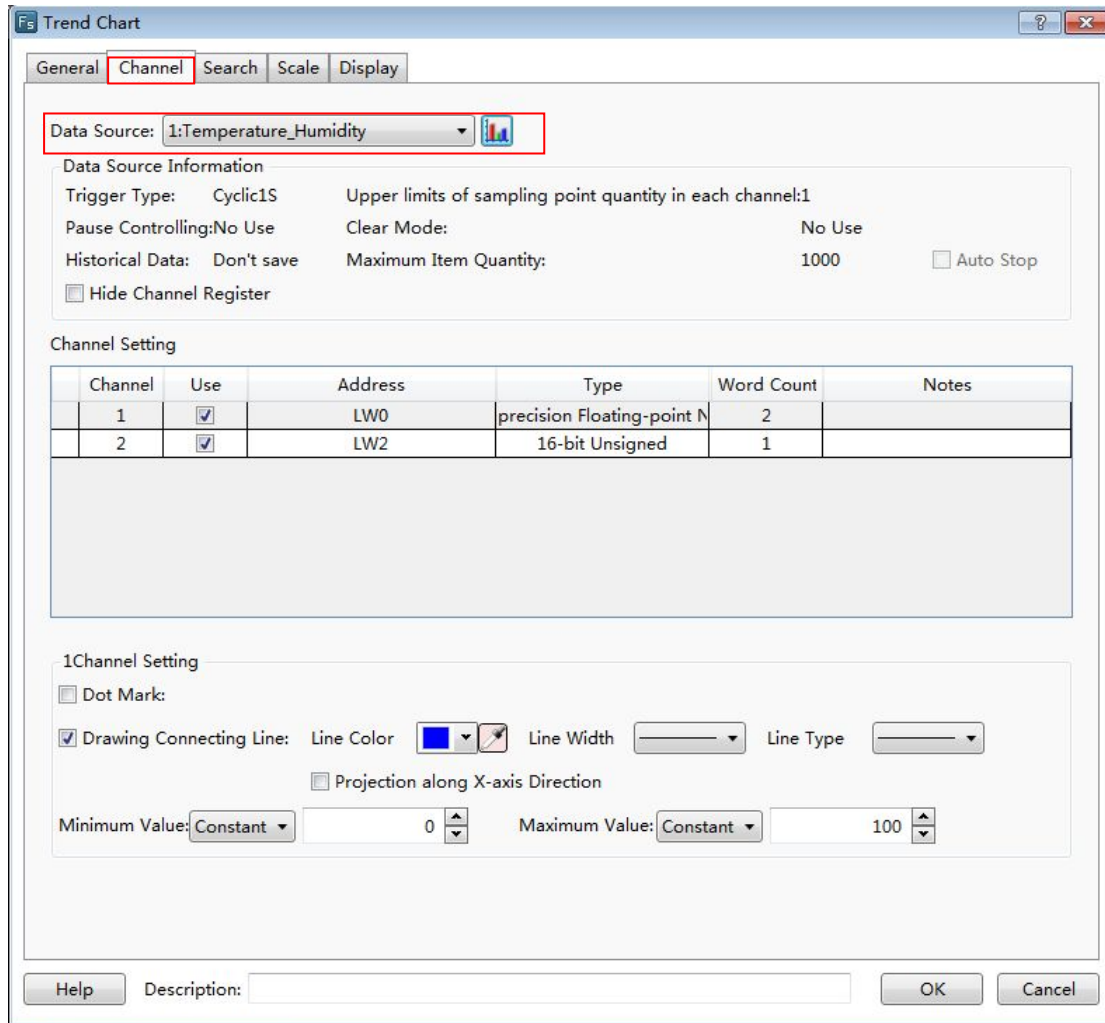 Fs Trend Chart
General Channel Search Scale Display
Data Source: 1:Temperature_Humidity
Data Source Information
Trigger Type: Cyclic1S Upper limits of sampling point quantity in each channel:1
Pause Controlling:No Use Clear Mode: No Use
Historical Data: Don't save Maximum Item Quantity: 1000 Auto Stop
Hide Channel Register
Channel Setting
Channel Use Address Type Word Count Notes
1 LW0 precision Floating-point N 2
2 LW2 16-bit Unsigned 1
1Channel Setting
Dot Mark:
Drawing Connecting Line: Line Color Line Width Line Type
Projection along X-axis Direction
Minimum Value: Constant 0 Maximum Value: Constant 100
Help Description: OK Cancel